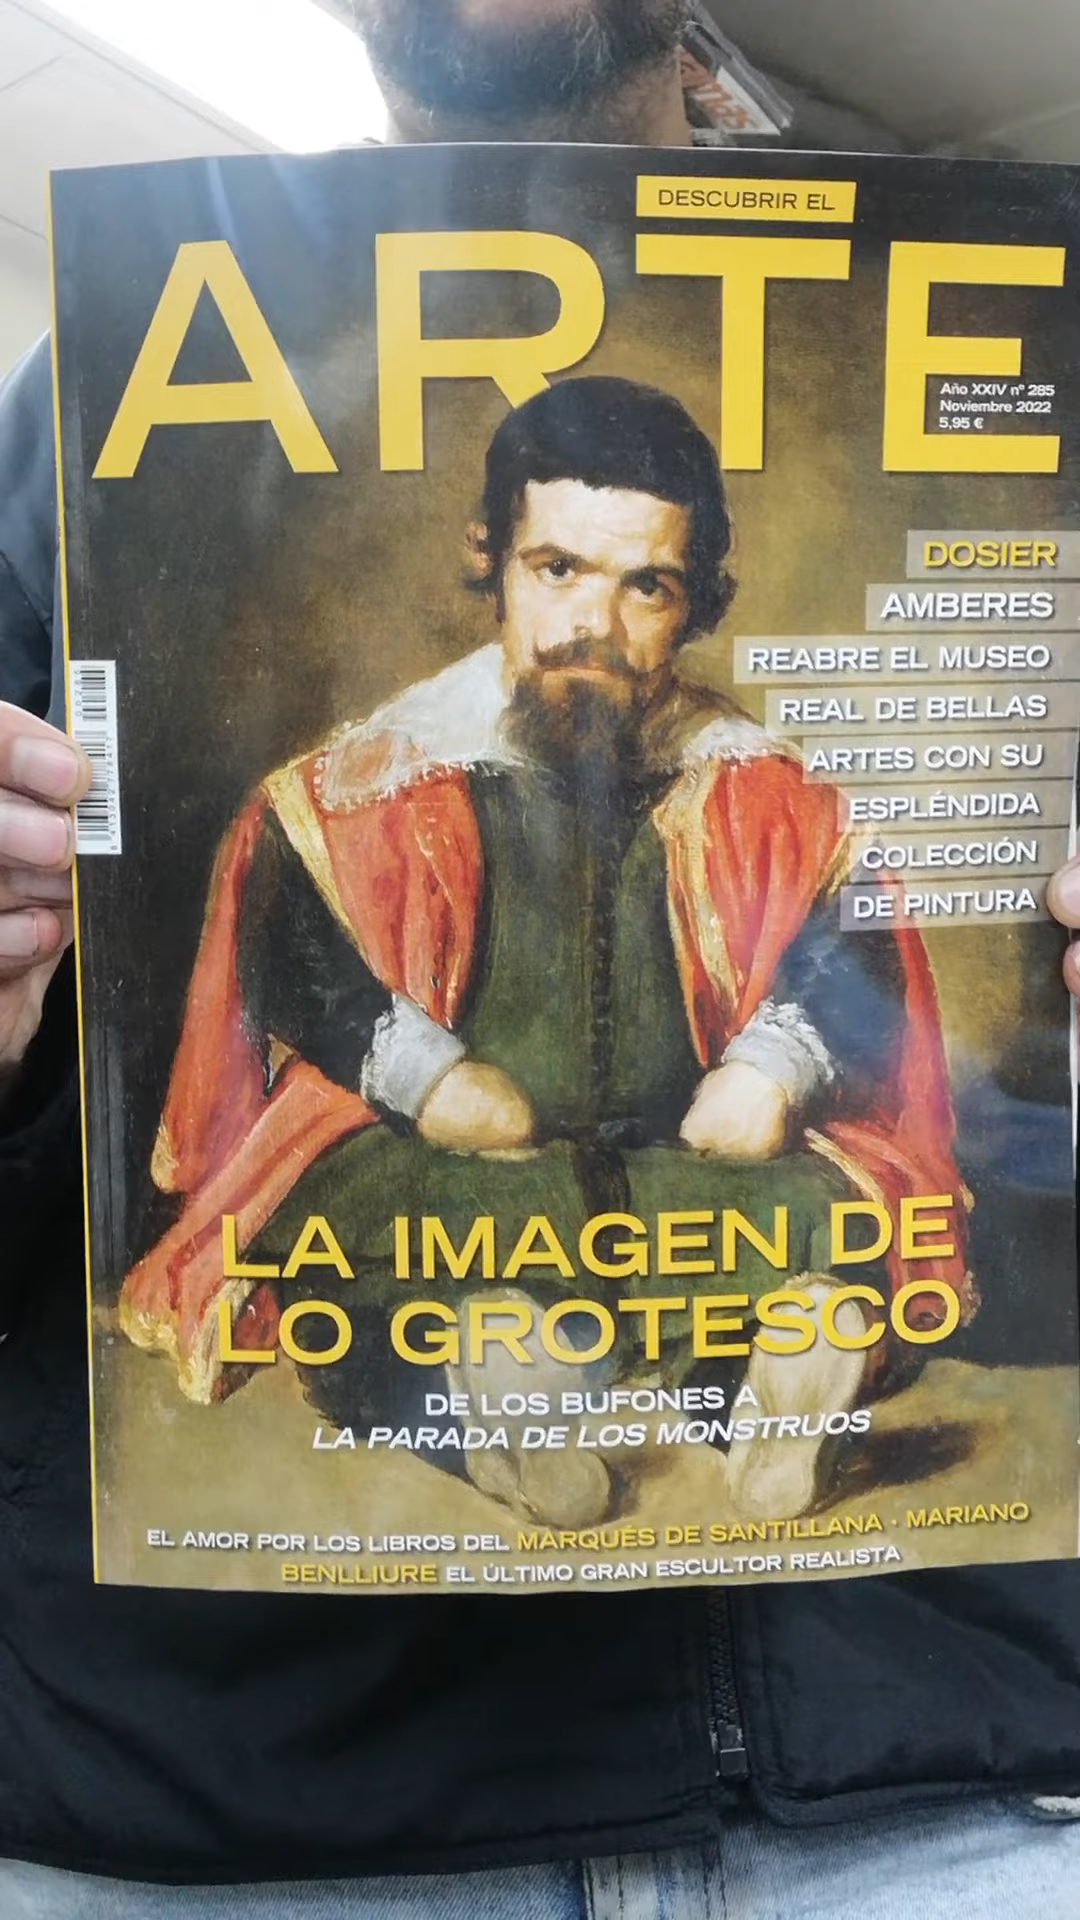 DESCUBRIR EL
ARTE
Año XXIV nº 285
Noviembre 2022
5,95 €
DOSIER
AMBERES
REABRE EL MUSEO
REAL DE BELLAS
ARTES CON SU
ESPLÉNDIDA
COLECCIÓN
DE PINTURA
LA IMAGEN DE
LO GROTESCO
DE LOS BUFONES A
LA PARADA DE LOS MONSTRUOS
EL AMOR POR LOS LIBROS DEL MARQUÉS DE SANTILLANA · MARIANO
BENLLIURE EL ÚLTIMO GRAN ESCULTOR REALISTA